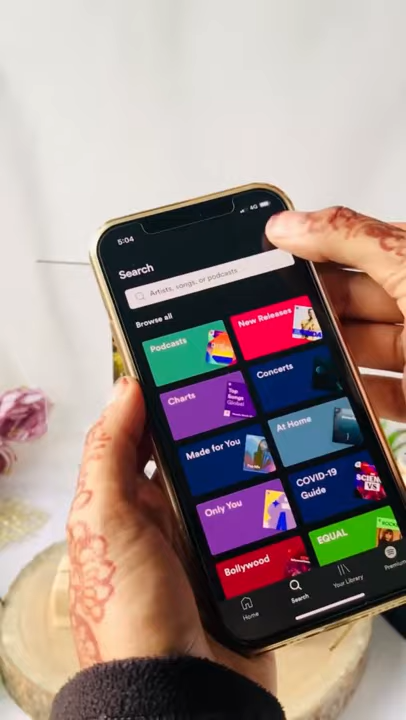 5:04
4G
Search
Artists, songs, or podcasts
Browse all
Podcasts
New Releases
Charts
Top Songs Global
Concerts
Made for You
At Home
Only You
COVID-19
Guide
Bollywood
EQUAL
Home
Search
Your Library
Premium